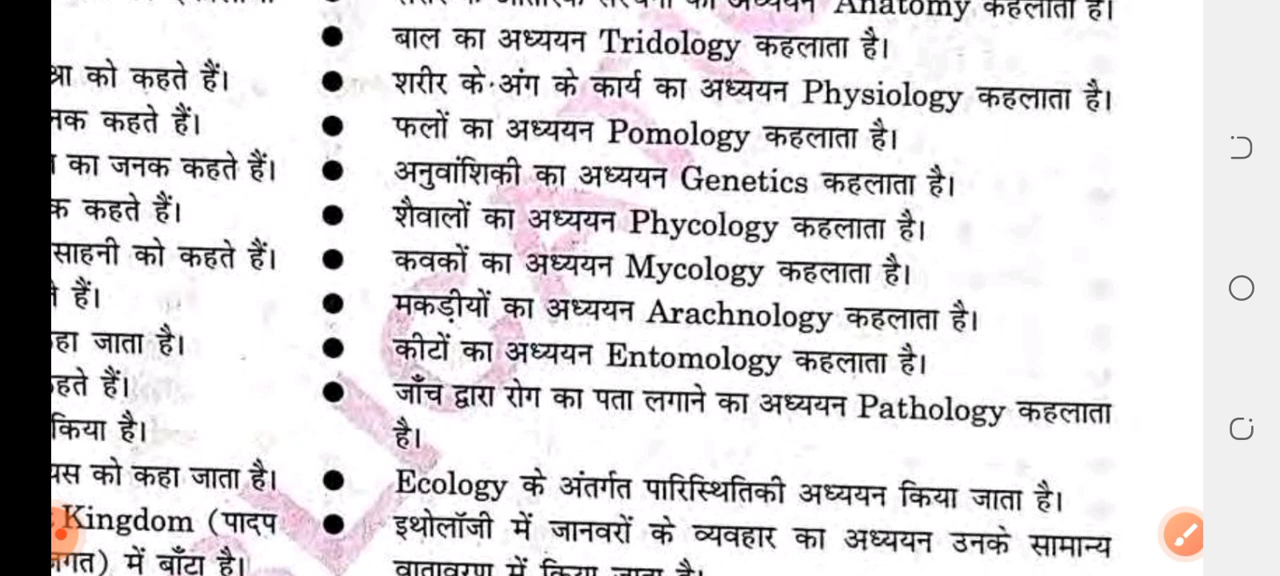 Anatomy कहलाता है।
बाल का अध्ययन Tridology कहलाता है।
शरीर के अंग के कार्य का अध्ययन Physiology कहलाता है।
फलों का अध्ययन Pomology कहलाता है।
अनुवांशिकी का अध्ययन Genetics कहलाता है।
शैवालों का अध्ययन Phycology कहलाता है।
कवकों का अध्ययन Mycology कहलाता है।
मकड़ीयों का अध्ययन Arachnology कहलाता है।
कीटों का अध्ययन Entomology कहलाता है।
जाँच द्वारा रोग का पता लगाने का अध्ययन Pathology कहलाता
है।
Ecology के अंतर्गत पारिस्थितिकी अध्ययन किया जाता है।
इथोलॉजी में जानवरों के व्यवहार का अध्ययन उनके सामान्य
वातावरण में किया जाता है।
को कहते हैं।
कहते हैं।
का जनक कहते हैं।
कहते हैं।
साहनी को कहते हैं।
हैं।
जाता है।
हैं।
किया है।
को कहा जाता है।
Kingdom (पादप
में बाँटा है।